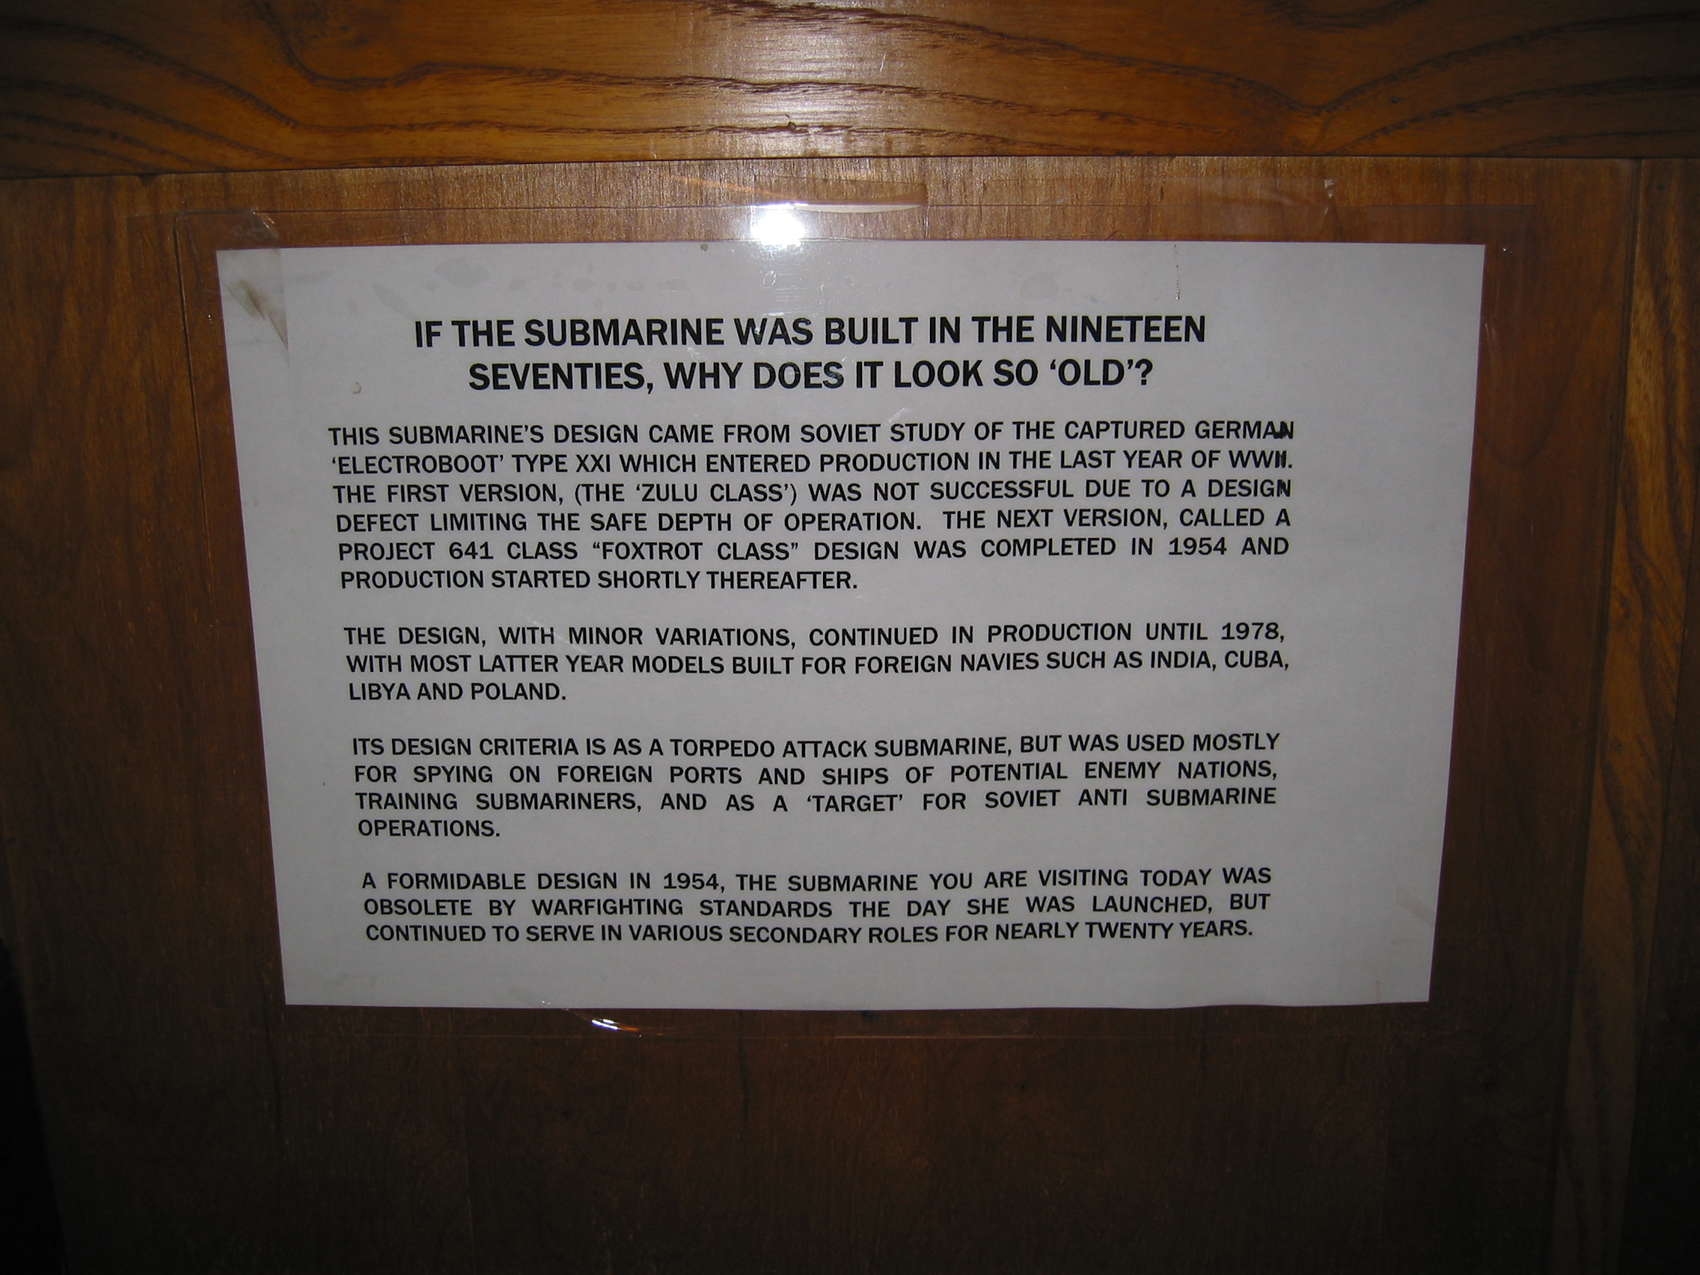 IF THE SUBMARINE WAS BUILT IN THE NINETEEN
SEVENTIES, WHY DOES IT LOOK SO ‘OLD’?
THIS SUBMARINE’S DESIGN CAME FROM SOVIET STUDY OF THE CAPTURED GERMAN
‘ELECTROBOOT’ TYPE XXI WHICH ENTERED PRODUCTION IN THE LAST YEAR OF WWII.
THE FIRST VERSION, (THE ‘ZULU CLASS’) WAS NOT SUCCESSFUL DUE TO A DESIGN
DEFECT LIMITING THE SAFE DEPTH OF OPERATION. THE NEXT VERSION, CALLED A
PROJECT 641 CLASS “FOXTROT CLASS” DESIGN WAS COMPLETED IN 1954 AND
PRODUCTION STARTED SHORTLY THEREAFTER.
THE DESIGN, WITH MINOR VARIATIONS, CONTINUED IN PRODUCTION UNTIL 1978,
WITH MOST LATTER YEAR MODELS BUILT FOR FOREIGN NAVIES SUCH AS INDIA, CUBA,
LIBYA AND POLAND.
ITS DESIGN CRITERIA IS AS A TORPEDO ATTACK SUBMARINE, BUT WAS USED MOSTLY
FOR SPYING ON FOREIGN PORTS AND SHIPS OF POTENTIAL ENEMY NATIONS,
TRAINING SUBMARINERS, AND AS A ‘TARGET’ FOR SOVIET ANTI SUBMARINE
OPERATIONS.
A FORMIDABLE DESIGN IN 1954, THE SUBMARINE YOU ARE VISITING TODAY WAS
OBSOLETE BY WARFIGHTING STANDARDS THE DAY SHE WAS LAUNCHED, BUT
CONTINUED TO SERVE IN VARIOUS SECONDARY ROLES FOR NEARLY TWENTY YEARS.